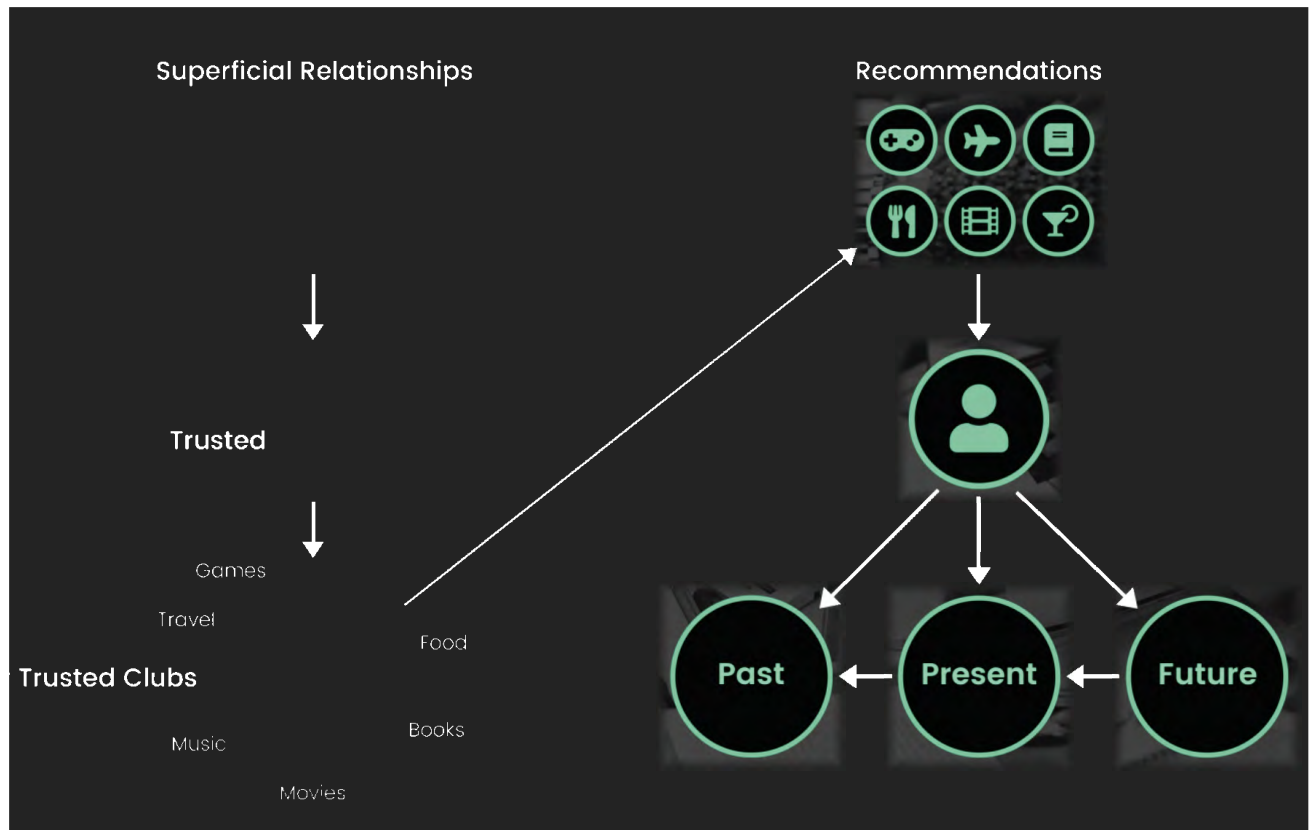 Superficial Relationships
Recommendations
Trusted
Games
Travel
Food
Trusted Clubs
Past
Present
Future
Books
Music
Movies